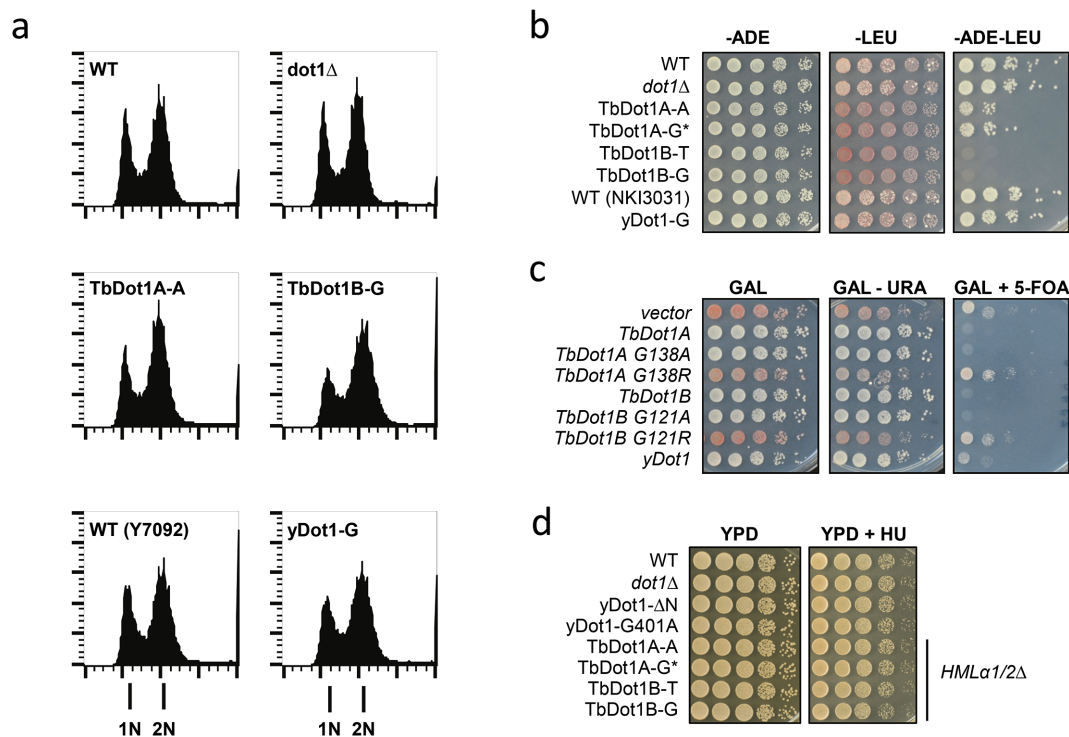 a
WT
dot1Δ
TbDot1A-A
TbDot1B-G
WT (Y7092)
yDot1-G
1N 2N
1N 2N
b
-ADE -LEU -ADE-LEU
WT
dot1Δ
TbDot1A-A
TbDot1A-G*
TbDot1B-T
TbDot1B-G
WT (NKI3031)
yDot1-G
c
GAL GAL - URA GAL + 5-FOA
vector
TbDot1A
TbDot1A G138A
TbDot1A G138R
TbDot1B
TbDot1B G121A
TbDot1B G121R
yDot1
d
YPD YPD + HU
WT
dot1Δ
yDot1-ΔN
yDot1-G401A
TbDot1A-A
TbDot1A-G*
TbDot1B-T
TbDot1B-G
HMLα1/2Δ